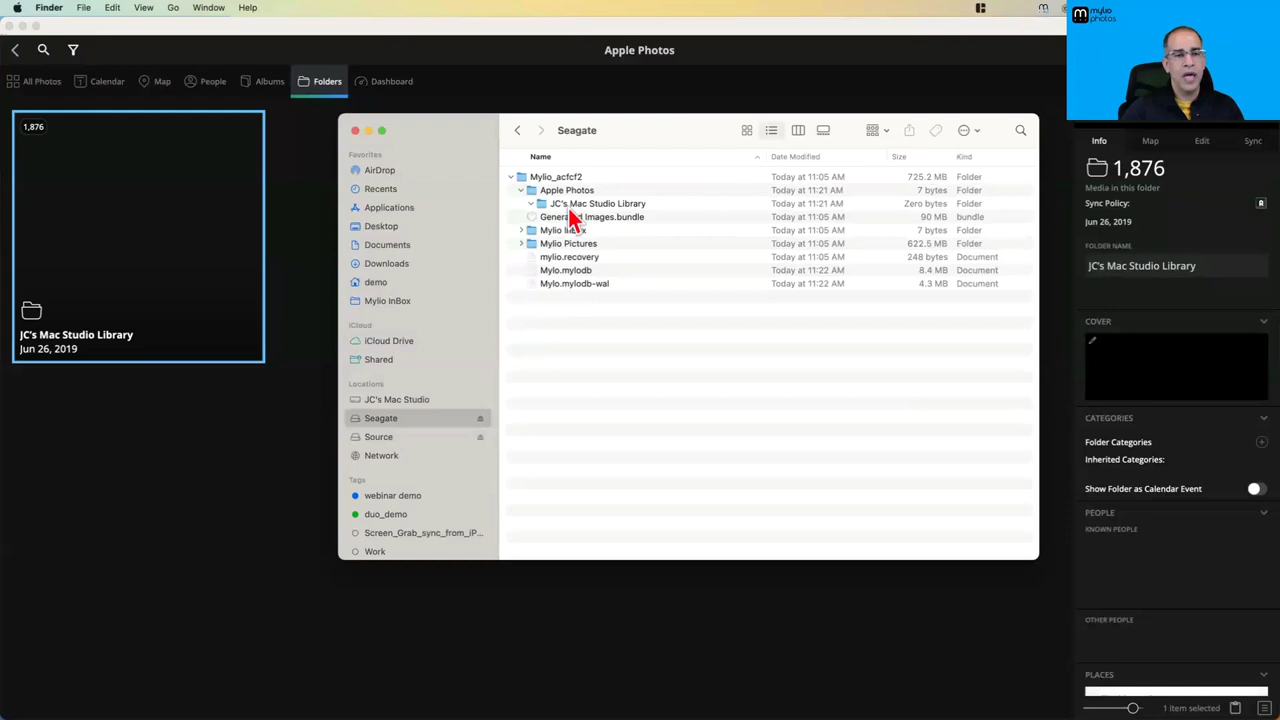 Finder File Edit View Go Window Help
mylio photos
Apple Photos
All Photos Calendar Map People Albums Folders Dashboard
1,876
JC's Mac Studio Library
Jun 26, 2019
Favorites
AirDrop
Recents
Applications
Desktop
Documents
Downloads
demo
Mylio InBox
iCloud
iCloud Drive
Shared
Locations
JC's Mac Studio
Seagate
Source
Network
Tags
webinar demo
duo_demo
Screen_Grab_sync_from_iP...
Work
Seagate
Name Date Modified Size Kind
Mylio_acfcf2 Today at 11:05 AM 725.2 MB Folder
Apple Photos Today at 11:21 AM 7 bytes Folder
JC's Mac Studio Library Today at 11:21 AM Zero bytes Folder
Images.bundle Today at 11:05 AM 90 MB bundle
Mylio Today at 11:05 AM 7 bytes Folder
Mylio Pictures Today at 11:05 AM 622.5 MB Folder
mylio.recovery Today at 11:05 AM 248 bytes Document
Mylo.mylodb Today at 11:22 AM 8.4 MB Document
Mylo.mylodb-wal Today at 11:22 AM 4.3 MB Document
Info Map Edit Sync
1,876
Media in this folder
Sync Policy: R
Jun 26, 2019
FOLDER NAME
JC's Mac Studio Library
COVER
CATEGORIES
Folder Categories
Inherited Categories:
Show Folder as Calendar Event
PEOPLE
KNOWN PEOPLE
OTHER PEOPLE
PLACES
1 item selected